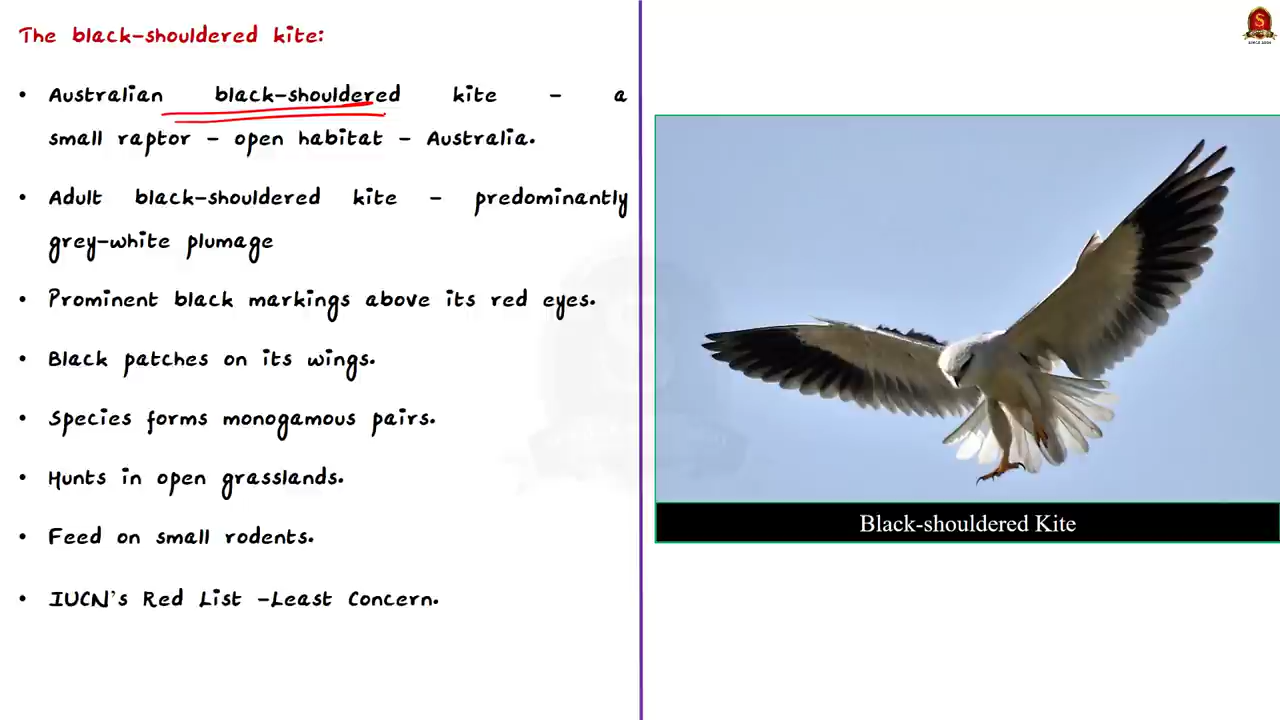 The black-shouldered kite:
• Australian black-shouldered kite - a
small raptor - open habitat - Australia.
• Adult black-shouldered kite - predominantly
grey-white plumage
• Prominent black markings above its red eyes.
• Black patches on its wings.
• Species forms monogamous pairs.
• Hunts in open grasslands.
• Feed on small rodents.
• IUCN's Red List -Least Concern.
Black-shouldered Kite